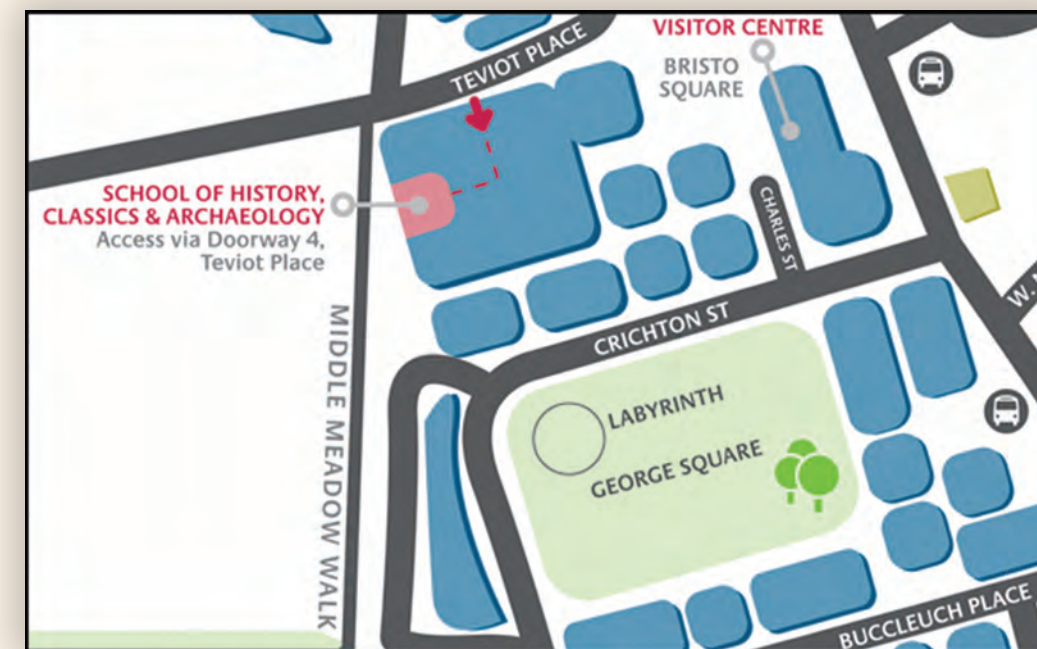 TEVIOT PLACE
VISITOR CENTRE
BRISTO
SQUARE
SCHOOL OF HISTORY,
CLASSICS & ARCHAEOLOGY
Access via Doorway 4,
Teviot Place
CHARLES ST
MIDDLE MEADOW WALK
CRICHTON ST
LABYRINTH
GEORGE SQUARE
BUCCLEUCH PLACE